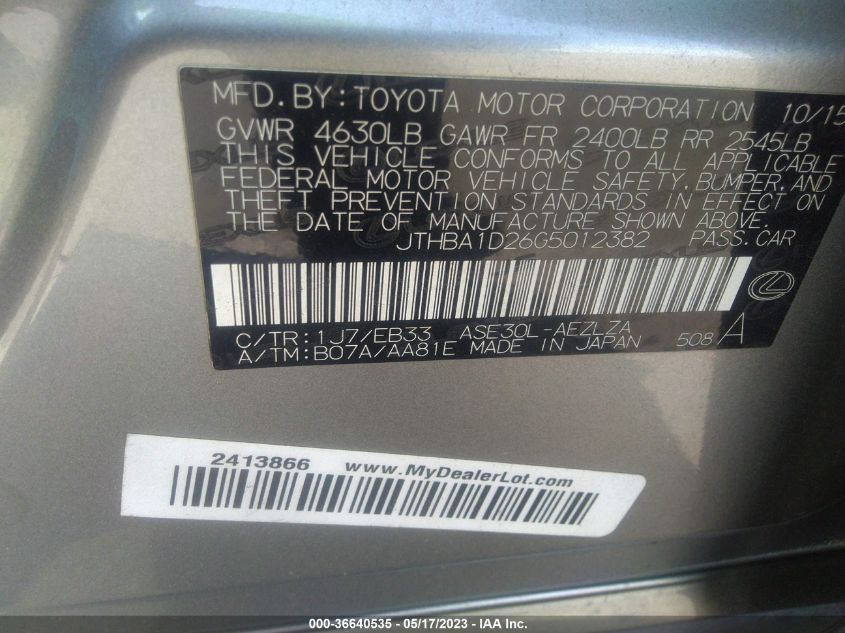 MFD.BY:TOYOTA MOTOR CORPORATION 10/15
GVWR 4630LB GAWR FR 2400LB RR 2545LB
THIS VEHICLE CONFORMS TO ALL APPLICABLE
FEDERAL MOTOR VEHICLE SAFETY,BUMPER,AND
THEFT PREVENTION STANDARDS IN EFFECT ON
THE DATE OF MANUFACTURE SHOWN ABOVE.
JTHBA1D26G5012382 PASS.CAR
C/TR:1J7/EB33 ASE30L-AEZLZA
A/TM:B07A/AA81E MADE IN JAPAN 508 A
2413866 www.MyDealerLot.com
000-36640535 - 05/17/2023 - IAA Inc.